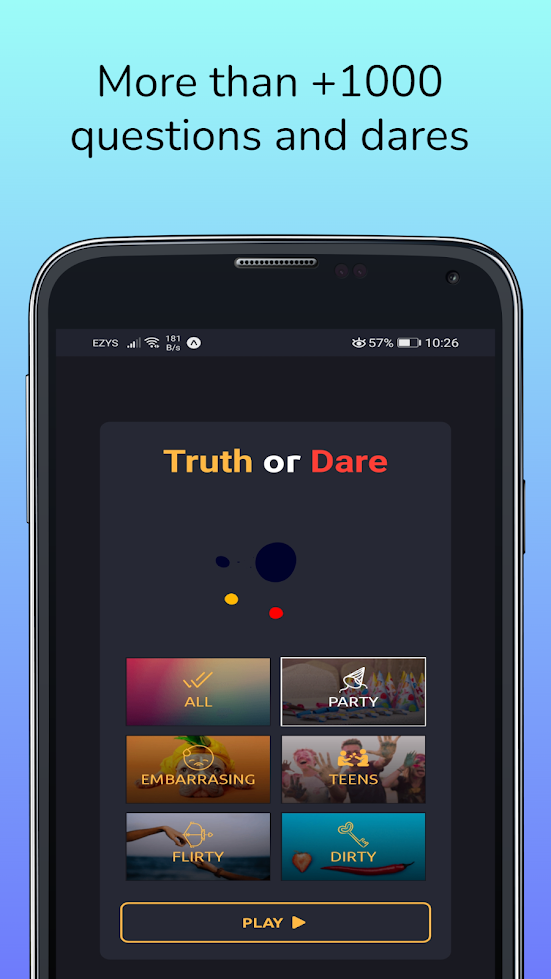 More than +1000
questions and dares
EZYS 181 B/s 57% 10:26
Truth or Dare
ALL
PARTY
EMBARRASING
TEENS
FLIRTY
DIRTY
PLAY